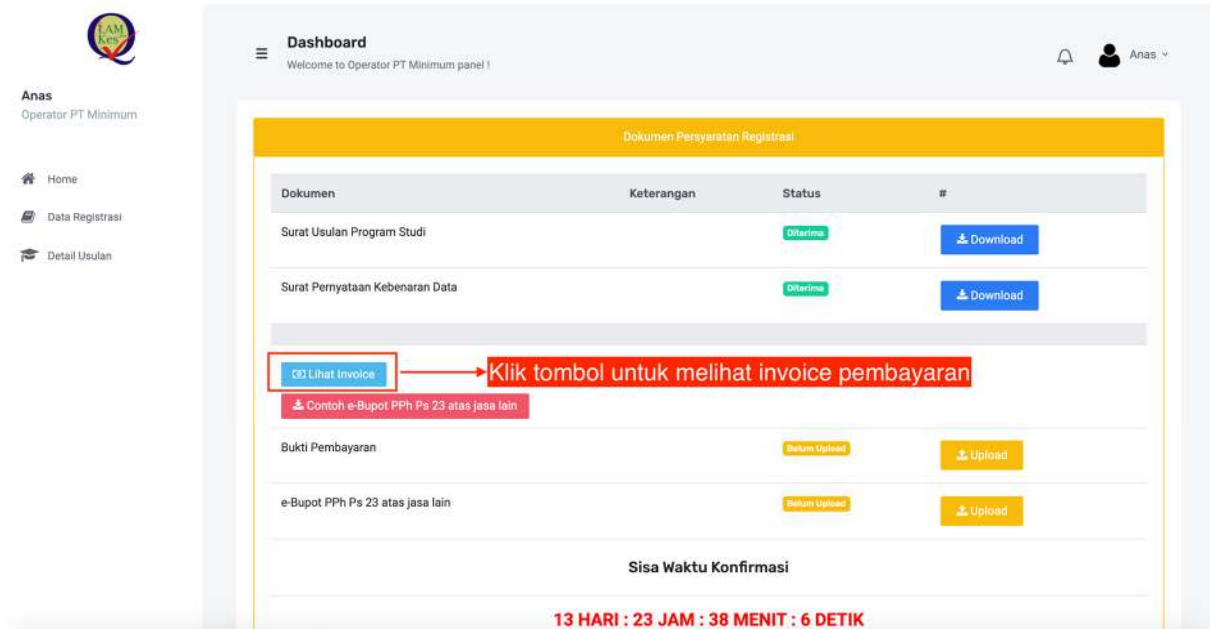 LAM
Kes
Dashboard
Welcome to Operator PT Minimum panel !
Anas
Anas
Operator PT Minimum
Home
Data Registrasi
Detail Usulan
Dokumen Persyaratan Registrasi
Dokumen Keterangan Status #
Surat Usulan Program Studi Diterima Download
Surat Pernyataan Kebenaran Data Diterima Download
Lihat Invoice Klik tombol untuk melihat invoice pembayaran
Contoh e-Bupot PPh Ps 23 atas jasa lain
Bukti Pembayaran Belum Upload Upload
e-Bupot PPh Ps 23 atas jasa lain Belum Upload Upload
Sisa Waktu Konfirmasi
13 HARI : 23 JAM : 38 MENIT : 6 DETIK